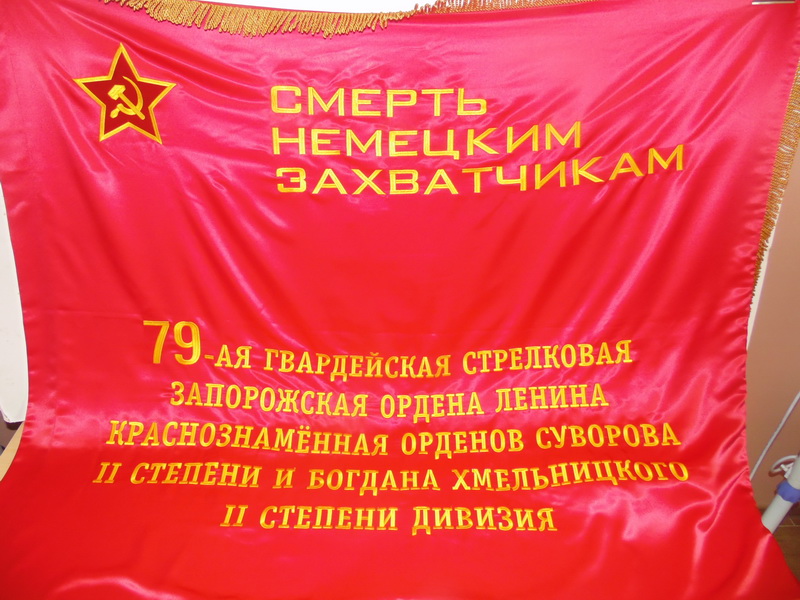 СМЕРТЬ
НЕМЕЦКИМ
ЗАХВАТЧИКАМ
79-АЯ ГВАРДЕЙСКАЯ СТРЕЛКОВАЯ
ЗАПОРОЖСКАЯ ОРДЕНА ЛЕНИНА
КРАСНОЗНАМЁННАЯ ОРДЕНОВ СУВОРОВА
II СТЕПЕНИ И БОГДАНА ХМЕЛЬНИЦКОГО
II СТЕПЕНИ ДИВИЗИЯ